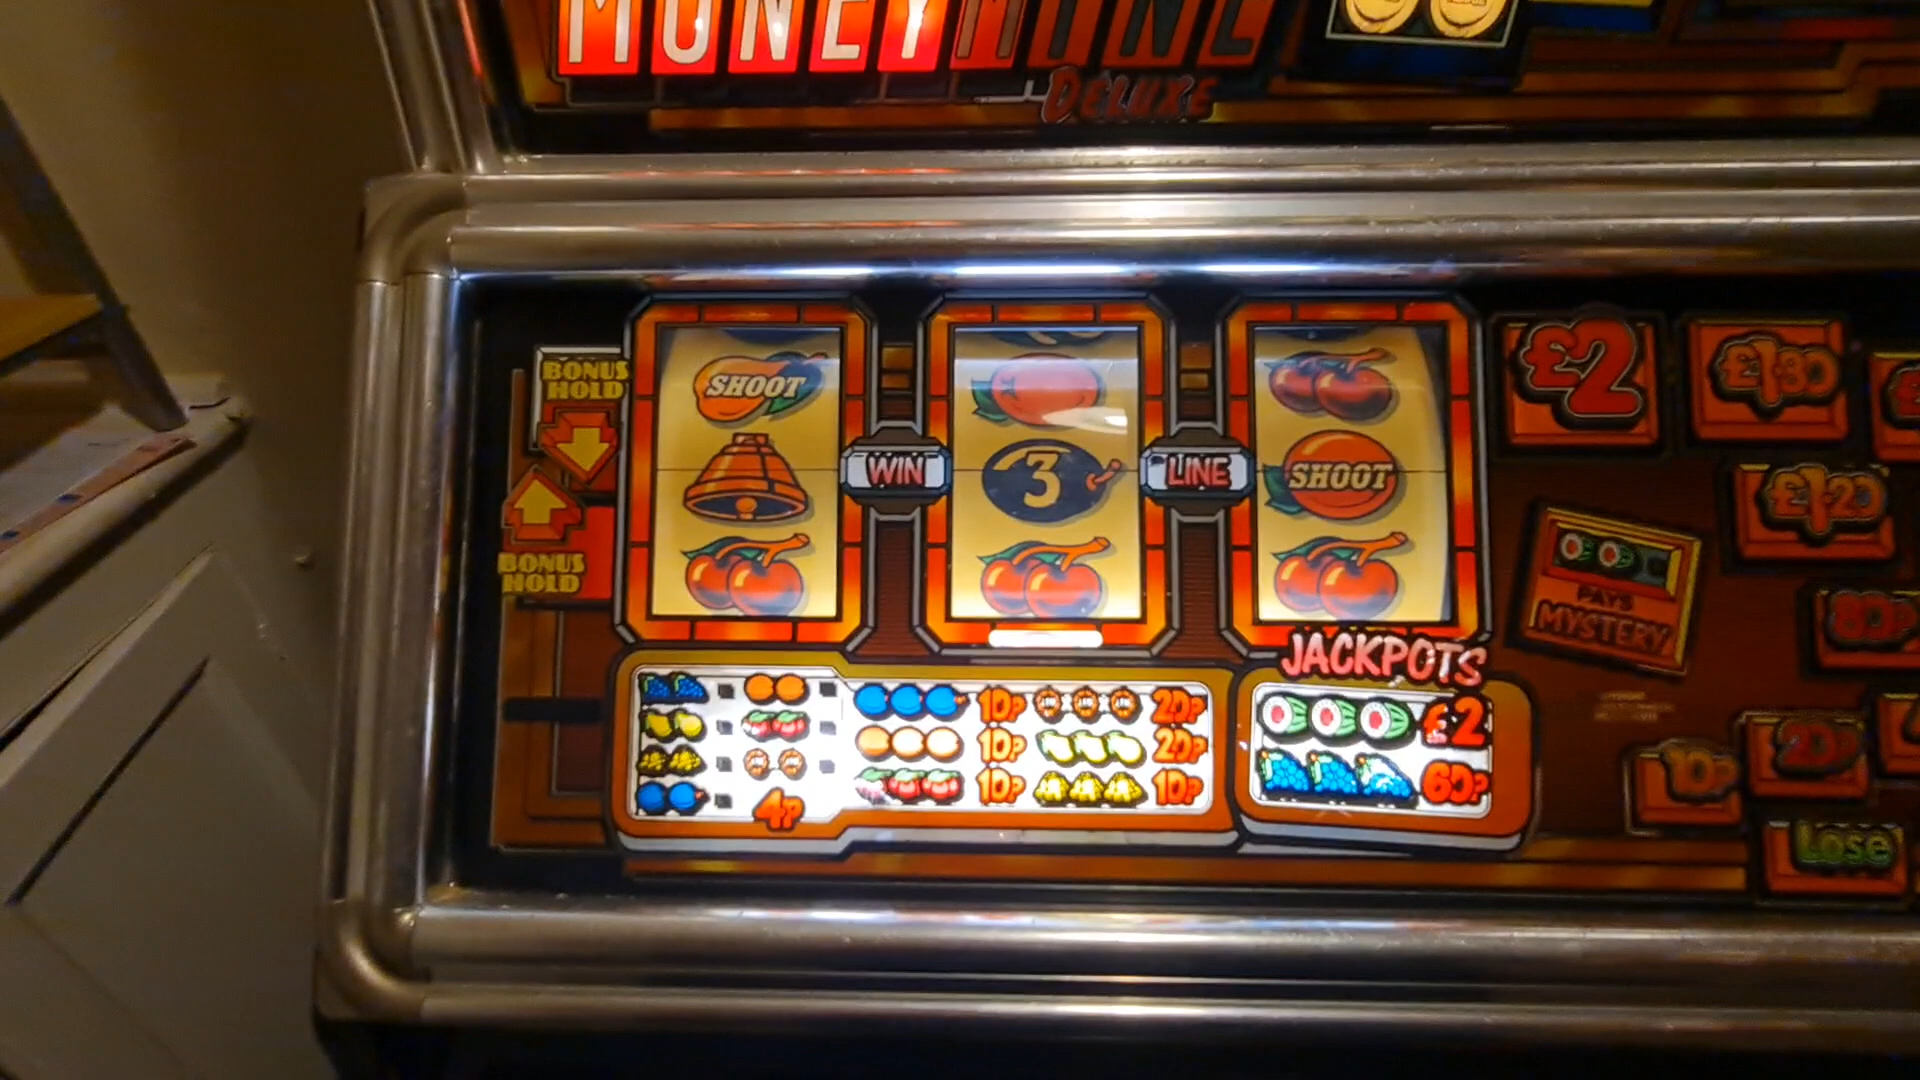 MONEY MINE
DELUXE
BONUS
HOLD
BONUS
HOLD
SHOOT
WIN
3
LINE
SHOOT
£2
£1·80
£1·20
PAYS
MYSTERY
80P
JACKPOTS
10P
20P
£2
10P
20P
4P
10P
10P
60P
10P
20P
Lose